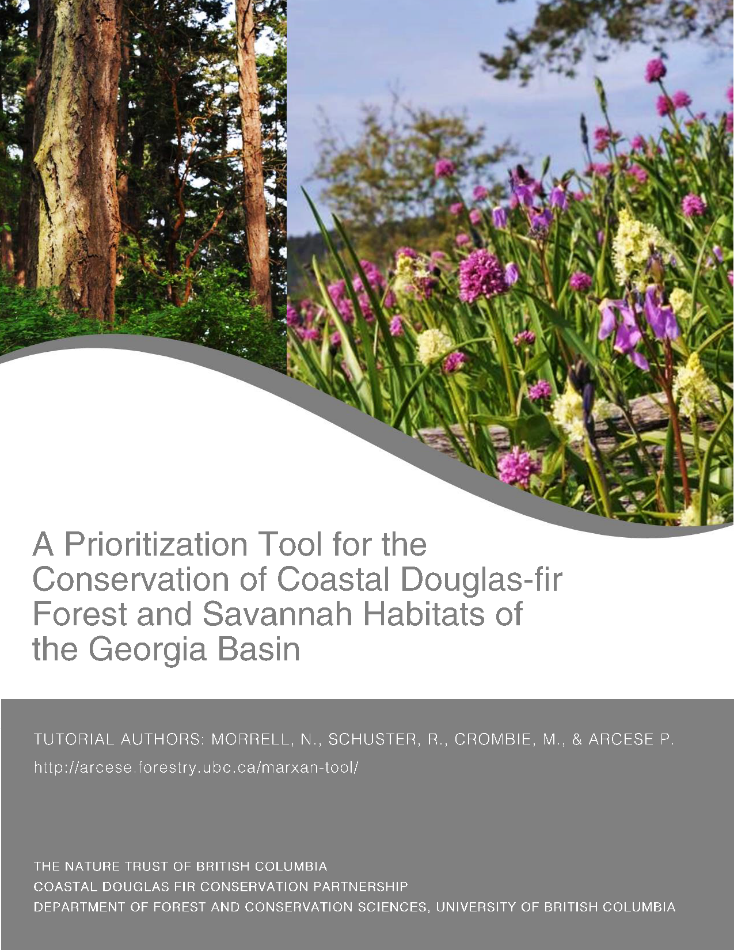 A Prioritization Tool for the
Conservation of Coastal Douglas-fir
Forest and Savannah Habitats of
the Georgia Basin
TUTORIAL AUTHORS: MORRELL, N., SCHUSTER, R., CROMBIE, M., & ARCESE P.
http://arcese.forestry.ubc.ca/marxan-tool/
THE NATURE TRUST OF BRITISH COLUMBIA
COASTAL DOUGLAS FIR CONSERVATION PARTNERSHIP
DEPARTMENT OF FOREST AND CONSERVATION SCIENCES, UNIVERSITY OF BRITISH COLUMBIA